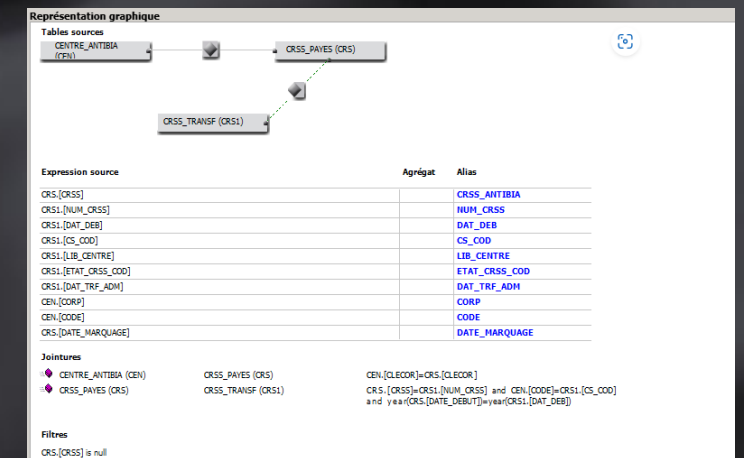 Représentation graphique
Tables sources
CENTRE_ANTIBIA
(CEN)
CRSS_PAYES (CRS)
CRSS_TRANSF (CRS1)
Expression source Agrégat Alias
CRS.[CRSS] CRSS_ANTIBIA
CRS1.[NUM_CRSS] NUM_CRSS
CRS1.[DAT_DEB] DAT_DEB
CRS1.[CS_COD] CS_COD
CRS1.[LIB_CENTRE] LIB_CENTRE
CRS1.[ETAT_CRSS_COD] ETAT_CRSS_COD
CRS1.[DAT_TRF_ADM] DAT_TRF_ADM
CEN.[CORP] CORP
CEN.[CODE] CODE
CRS.[DATE_MARQUAGE] DATE_MARQUAGE
Jointures
CENTRE_ANTIBIA (CEN) CRSS_PAYES (CRS) CEN.[CLECOR]=CRS.[CLECOR]
CRSS_PAYES (CRS) CRSS_TRANSF (CRS1) CRS.[CRSS]=CRS1.[NUM_CRSS] and CEN.[CODE]=CRS1.[CS_COD]
and year(CRS.[DATE_DEBUT])=year(CRS1.[DAT_DEB])
Filtres
CRS.[CRSS] is null